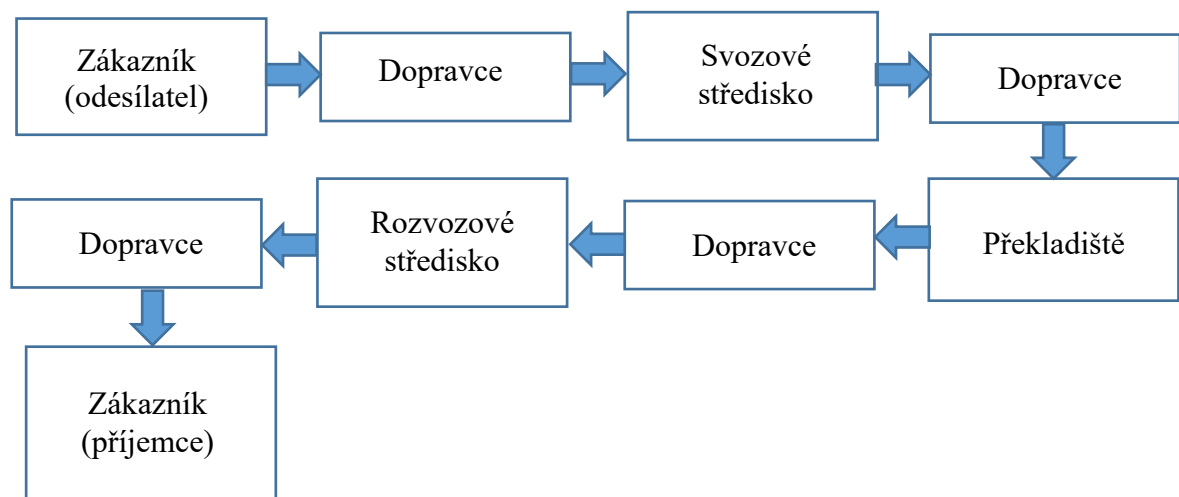 Zákazník
(odesílatel)
Dopravce
Svozové
středisko
Dopravce
Překladiště
Dopravce
Rozvozové
středisko
Dopravce
Zákazník
(příjemce)